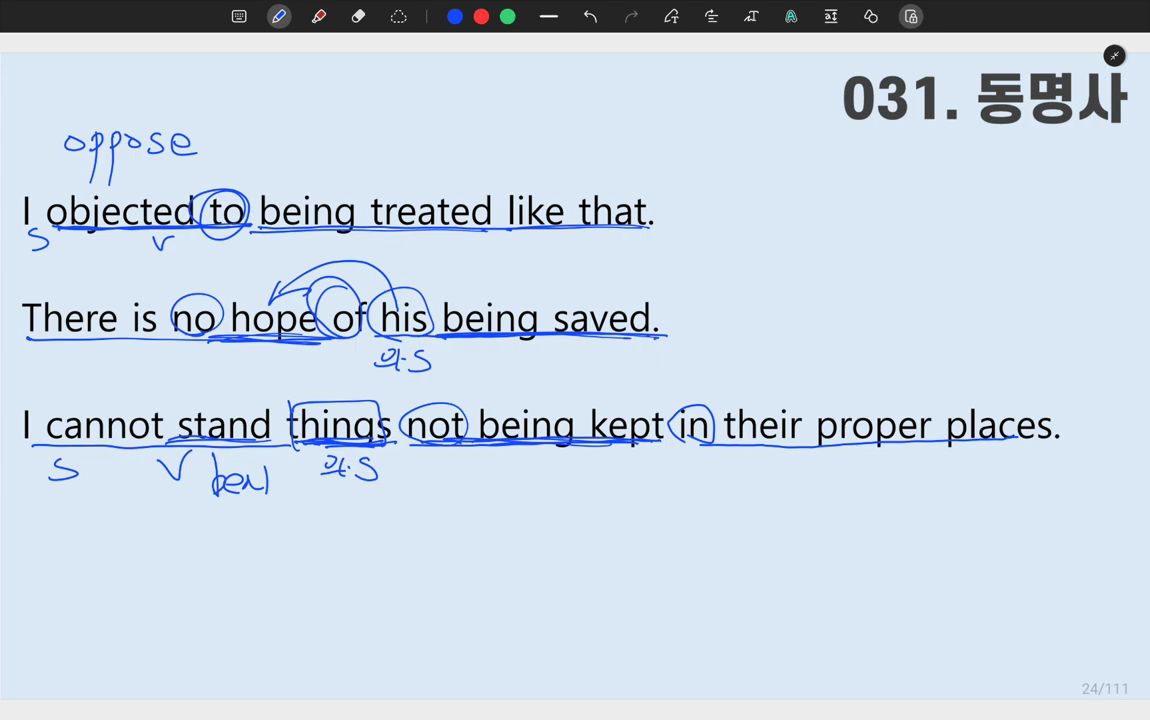 031. 동명사
oppose
I objected to being treated like that.
S V
There is no hope of his being saved.
의.S
I cannot stand things not being kept in their proper places.
S V 의.S
24/111